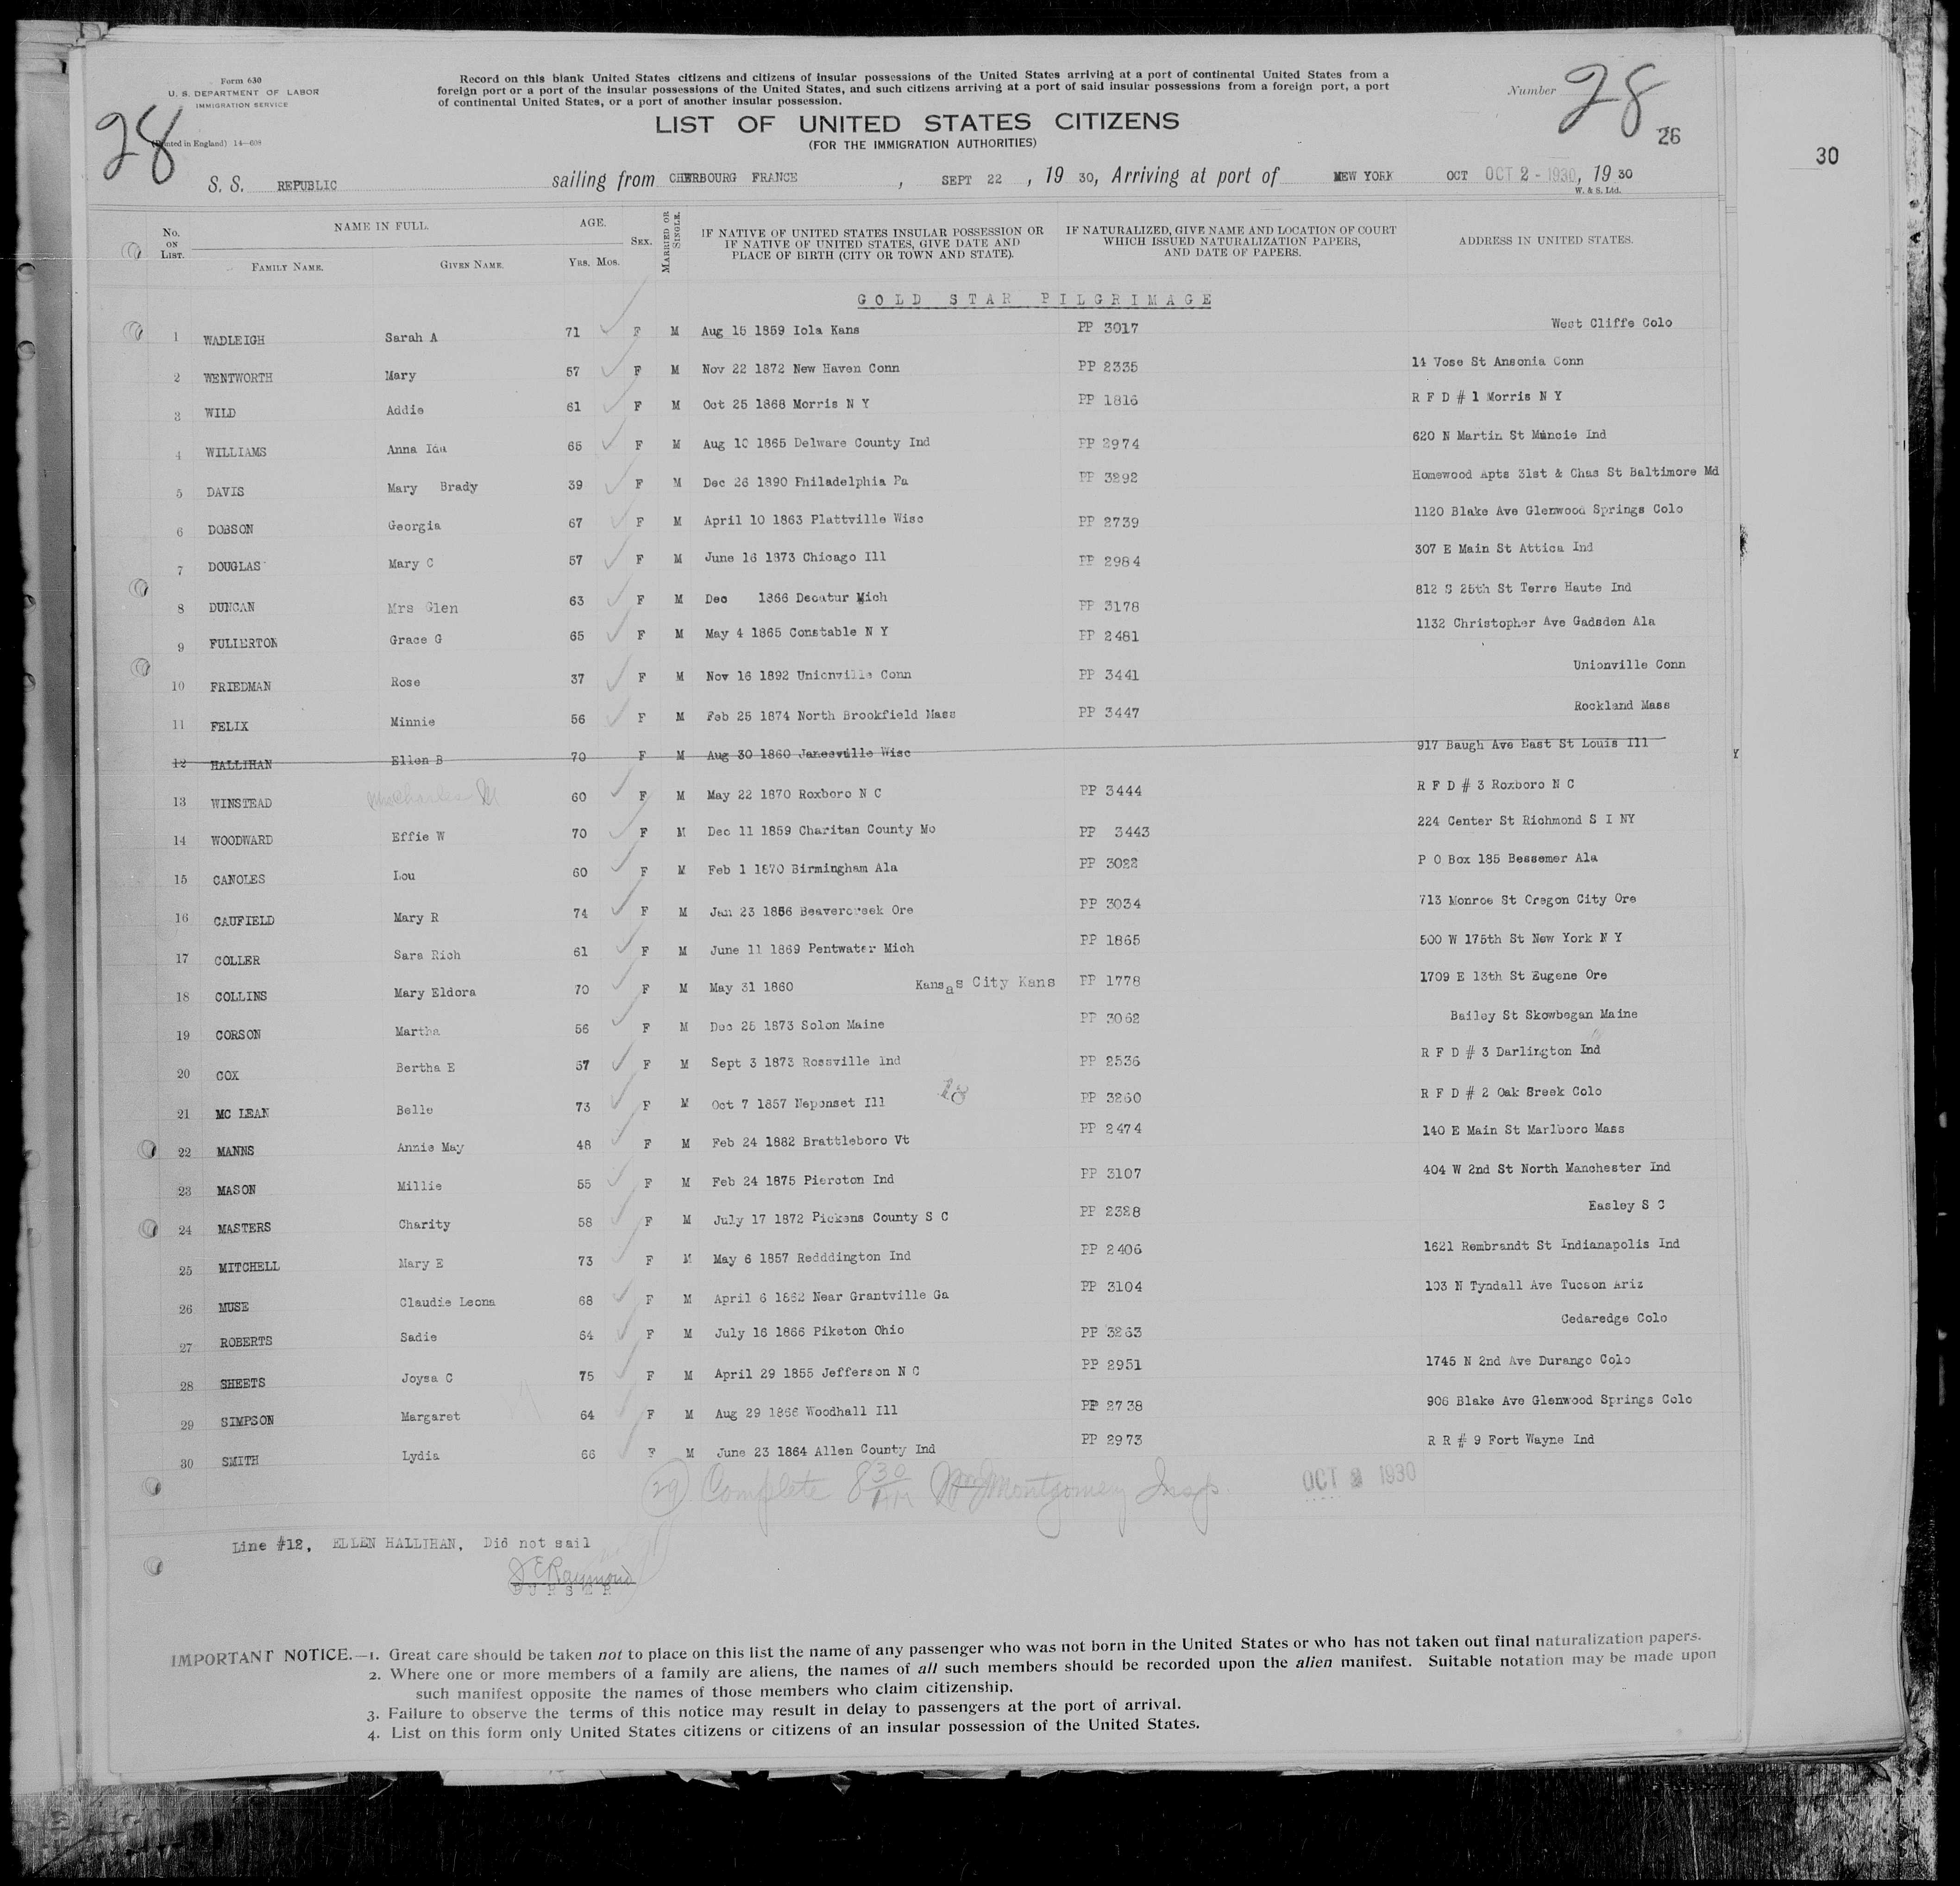 Form 630
U. S. DEPARTMENT OF LABOR
IMMIGRATION SERVICE
(Printed in England) 14—608
28
Record on this blank United States citizens and citizens of insular possessions of the United States arriving at a port of continental United States from a
foreign port or a port of the insular possessions of the United States, and such citizens arriving at a port of said insular possessions from a foreign port, a port
of continental United States, or a port of another insular possession.
LIST OF UNITED STATES CITIZENS
(FOR THE IMMIGRATION AUTHORITIES)
Number 28
26
30
S. S. REPUBLIC sailing from CHERBOURG FRANCE , SEPT 22 , 19 30, Arriving at port of NEW YORK OCT OCT 2 - 1930, 19 30
W. & S. Ltd.
No. ON LIST. NAME IN FULL. FAMILY NAME. GIVEN NAME. AGE. YRS. MOS. SEX. MARRIED OR SINGLE. IF NATIVE OF UNITED STATES INSULAR POSSESSION OR IF NATIVE OF UNITED STATES, GIVE DATE AND PLACE OF BIRTH (CITY OR TOWN AND STATE). IF NATURALIZED, GIVE NAME AND LOCATION OF COURT WHICH ISSUED NATURALIZATION PAPERS, AND DATE OF PAPERS. ADDRESS IN UNITED STATES.
GOLD STAR PILGRIMAGE
1 WADLEIGH Sarah A 71 F M Aug 15 1859 Iola Kans PP 3017 West Cliffe Colo
2 WENTWORTH Mary 57 F M Nov 22 1872 New Haven Conn PP 2335 14 Vose St Ansonia Conn
3 WILD Addie 61 F M Oct 25 1868 Morris N Y PP 1816 R F D # 1 Morris N Y
4 WILLIAMS Anna Ida 65 F M Aug 10 1865 Delware County Ind PP 2974 620 N Martin St Muncie Ind
5 DAVIS Mary Brady 39 F M Dec 26 1890 Philadelphia Pa PP 3292 Homewood Apts 31st & Chas St Baltimore Md
6 DOBSON Georgia 67 F M April 10 1863 Plattville Wisc PP 2739 1120 Blake Ave Glenwood Springs Colo
7 DOUGLAS Mary C 57 F M June 16 1873 Chicago Ill PP 2984 307 E Main St Attica Ind
8 DUNCAN Mrs Glen 63 F M Dec 1866 Decatur Mich PP 3178 812 S 25th St Terre Haute Ind
9 FULLERTON Grace G 65 F M May 4 1865 Constable N Y PP 2481 1132 Christopher Ave Gadsden Ala
10 FRIEDMAN Rose 37 F M Nov 16 1892 Unionville Conn PP 3441 Unionville Conn
11 FELIX Minnie 56 F M Feb 25 1874 North Brookfield Mass PP 3447 Rockland Mass
12 HALLIHAN Ellen B 70 F M Aug 30 1860 Janesville Wisc 917 Baugh Ave East St Louis Ill Y
13 WINSTEAD Mrs Charles M 60 F M May 22 1870 Roxboro N C PP 3444 R F D # 3 Roxboro N C
14 WOODWARD Effie W 70 F M Dec 11 1859 Charitan County Mo PP 3443 224 Center St Richmond S I NY
15 CANOLES Lou 60 F M Feb 1 1870 Birmingham Ala PP 3022 P O Box 185 Bessemer Ala
16 CAUFIELD Mary R 74 F M Jan 23 1856 Beavercreek Ore PP 3034 713 Monroe St Oregon City Ore
17 COLLER Sara Rich 61 F M June 11 1869 Pentwater Mich PP 1865 500 W 175th St New York N Y
18 COLLINS Mary Eldora 70 F M May 31 1860 Kansas City Kans PP 1778 1709 E 13th St Eugene Ore
19 CORSON Martha 56 F M Dec 25 1873 Solon Maine PP 3062 Bailey St Skowbegan Maine
20 COX Bertha E 57 F M Sept 3 1873 Rossville Ind PP 2536 R F D # 3 Darlington Ind
21 MC LEAN Belle 73 F M Oct 7 1857 Neponset Ill PP 3260 R F D # 2 Oak Creek Colo
22 MANNS Annie May 48 F M Feb 24 1882 Brattleboro Vt PP 2474 140 E Main St Marlboro Mass
23 MASON Millie 55 F M Feb 24 1875 Piercton Ind PP 3107 404 W 2nd St North Manchester Ind
24 MASTERS Charity 58 F M July 17 1872 Pickens County S C PP 2328 Easley S C
25 MITCHELL Mary E 73 F M May 6 1857 Redddington Ind PP 2406 1621 Rembrandt St Indianapolis Ind
26 MUSE Claudie Leona 68 F M April 6 1862 Near Grantville Ga PP 3104 103 N Tyndall Ave Tucson Ariz
27 ROBERTS Sadie 64 F M July 16 1866 Piketon Ohio PP 3263 Cedaredge Colo
28 SHEETS Joysa C 75 F M April 29 1855 Jefferson N C PP 2951 1745 N 2nd Ave Durango Colo
29 SIMPSON Margaret 64 F M Aug 29 1866 Woodhall Ill PP 2738 906 Blake Ave Glenwood Springs Colo
30 SMITH Lydia 66 F M June 23 1864 Allen County Ind PP 2973 R R # 9 Fort Wayne Ind
(29) Complete 8 30 AM Montgomery Insp. OCT 2 1930
Line #12, ELLEN HALLIHAN, Did not sail
Raymond
PURSER
IMPORTANT NOTICE.—1. Great care should be taken not to place on this list the name of any passenger who was not born in the United States or who has not taken out final naturalization papers.
2. Where one or more members of a family are aliens, the names of all such members should be recorded upon the alien manifest. Suitable notation may be made upon
such manifest opposite the names of those members who claim citizenship.
3. Failure to observe the terms of this notice may result in delay to passengers at the port of arrival.
4. List on this form only United States citizens or citizens of an insular possession of the United States.